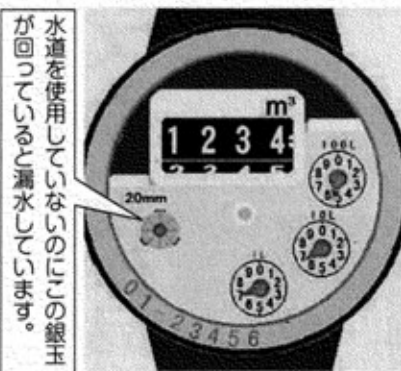 水道を使用していないのにこの銀玉
が回っていると漏水しています。
m³
1 2 3 4
20mm
100L
10L
1L
01-23456